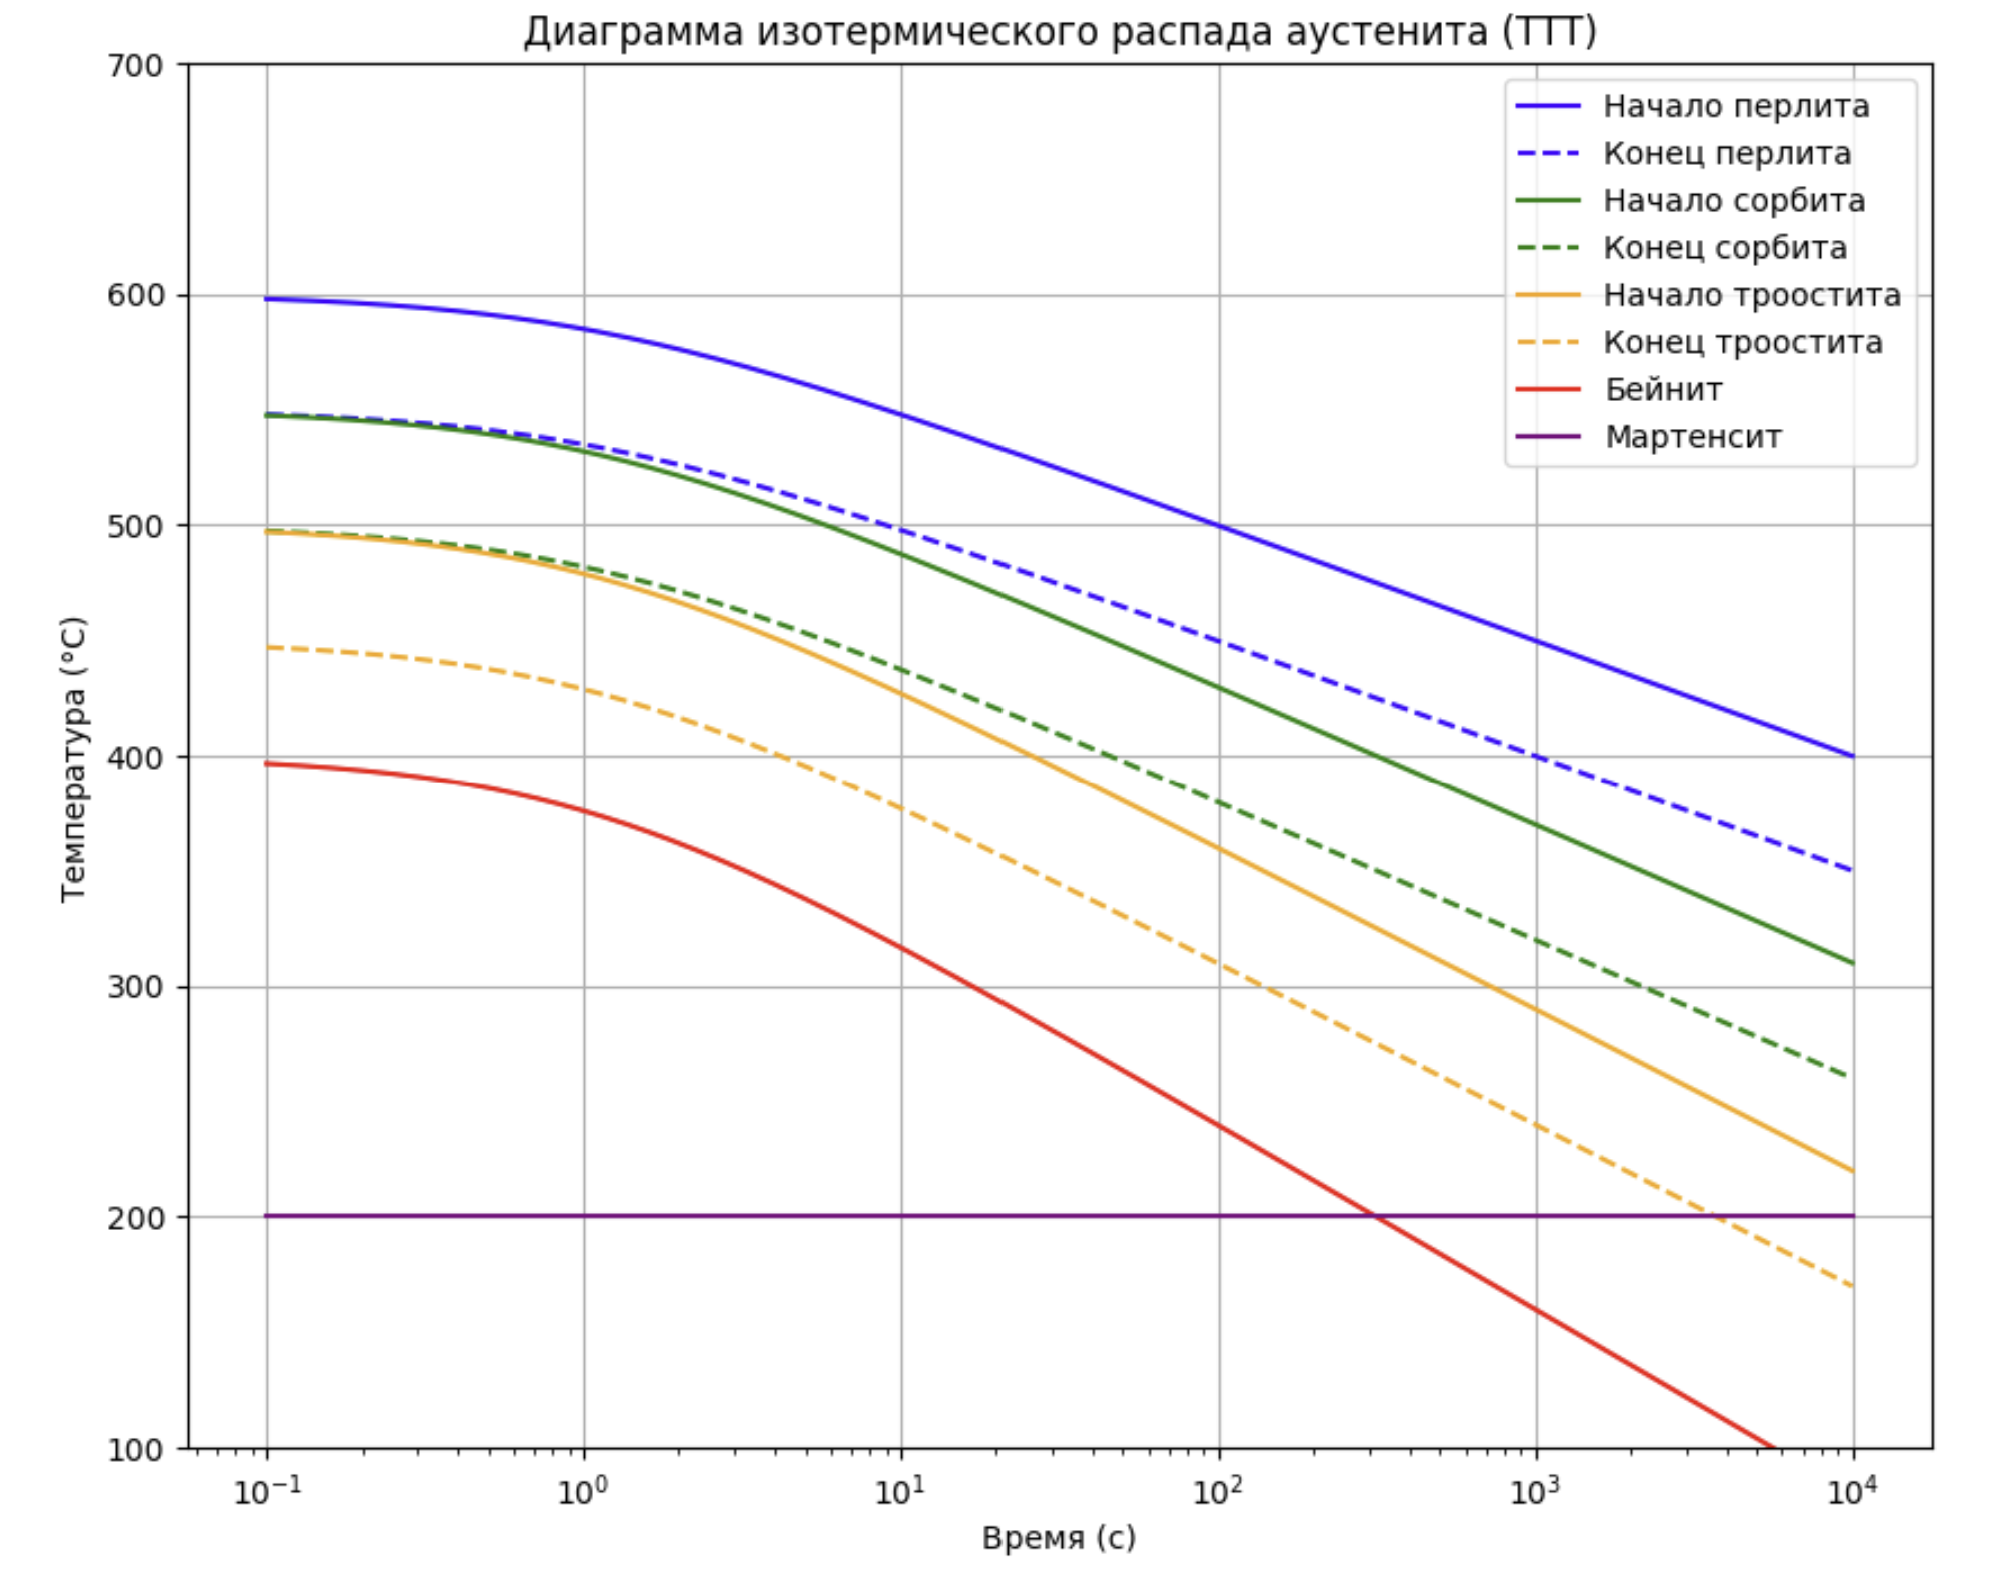 Диаграмма изотермического распада аустенита (ТТТ)
700
600
500
400
300
200
100
Температура (°C)
Начало перлита
Конец перлита
Начало сорбита
Конец сорбита
Начало троостита
Конец троостита
Бейнит
Мартенсит
10⁻¹
10⁰
10¹
10²
10³
10⁴
Время (с)